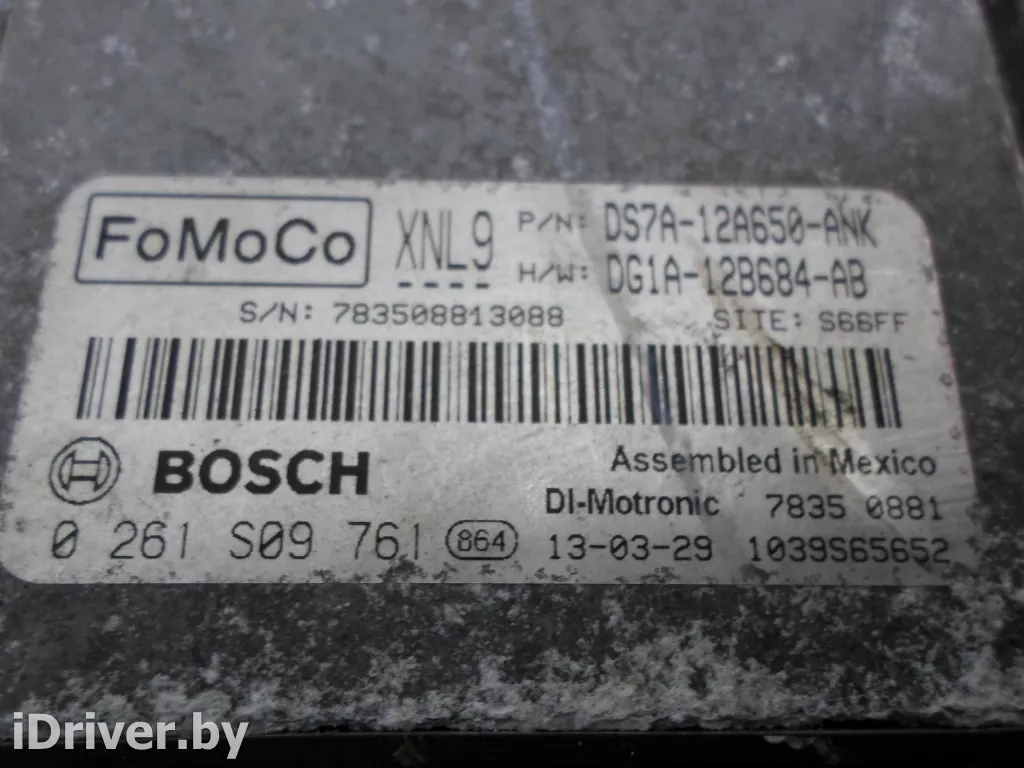 FoMoCo XNL9 P/N: DS7A-12A650-ANK
H/W: DG1A-12B684-AB
S/N: 783508813088 SITE: S66FF
BOSCH Assembled in Mexico
DI-Motronic 7835 0881
0 261 S09 761 864 13-03-29 1039S65652
iDriver.by